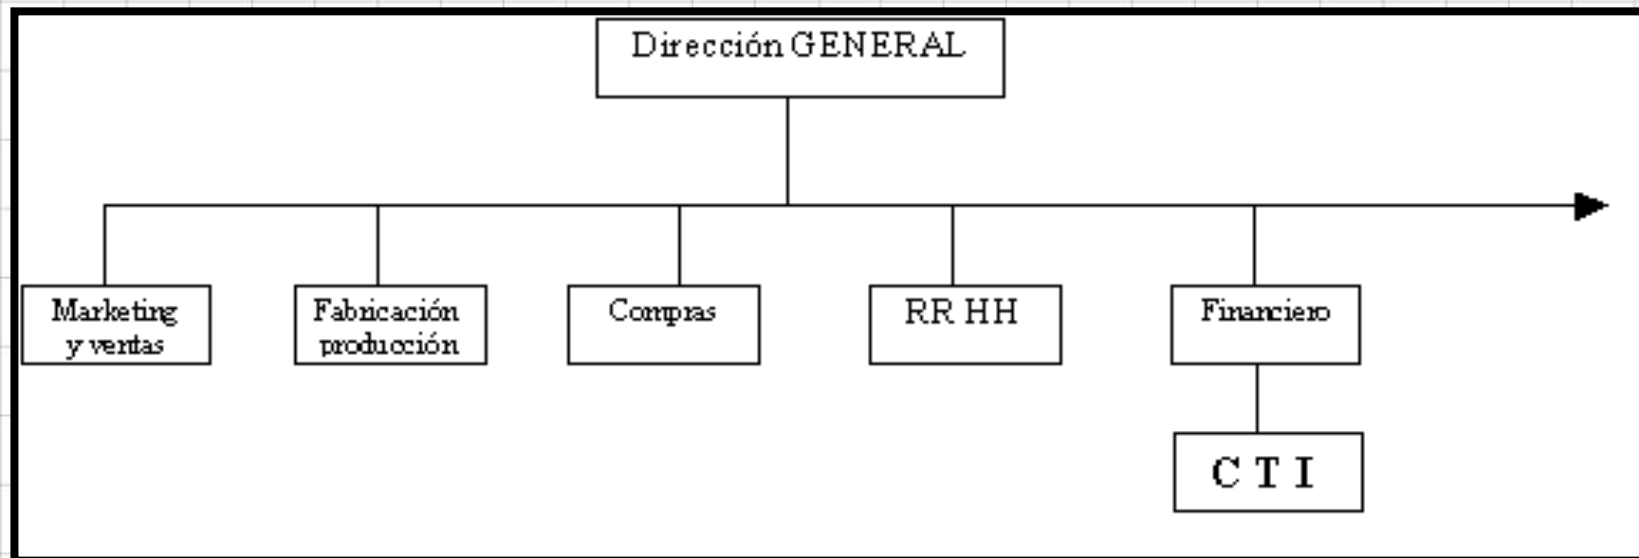 Dirección GENERAL
Marketing
y ventas
Fabricación
producción
Compras
RR HH
Financiero
C T I